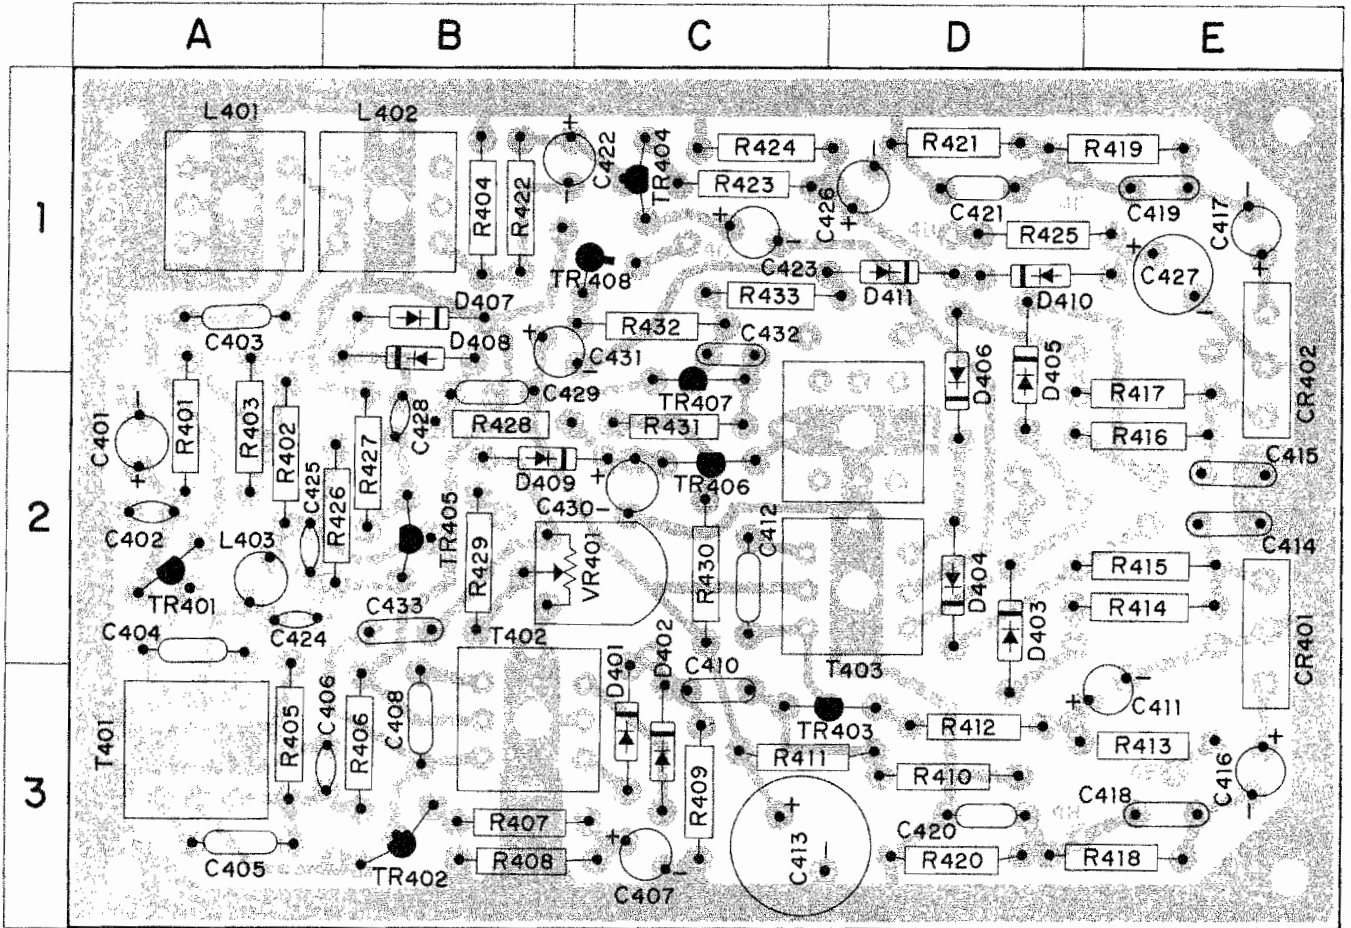 A B C D E
1
L401
L402
R404
R422
+
C422
-
TR404
R424
R423
C426
-
+
R421
C421
R419
C419
C417
-
+
TR408
+
C423
-
R425
D411
D410
+
C427
-
D407
D408
C403
+
C431
-
R432
R433
C432
D406
D405
CR402
2
C401
-
+
R401
R403
R402
C425
R426
R427
C428
C429
R428
TR407
R431
R417
R416
C415
C402
L403
TR405
R429
D409
+
C430
-
TR406
C412
C414
TR401
VR401
R430
D404
D403
R415
R414
CR401
C404
C424
C433
T402
D401
D402
C410
T403
3
T401
R405
C406
R406
C408
TR403
R411
R412
+
C411
-
R413
C416
+
-
R409
R410
C418
R407
R408
+
C413
-
C420
R420
R418
C405
TR402
+
C407
-